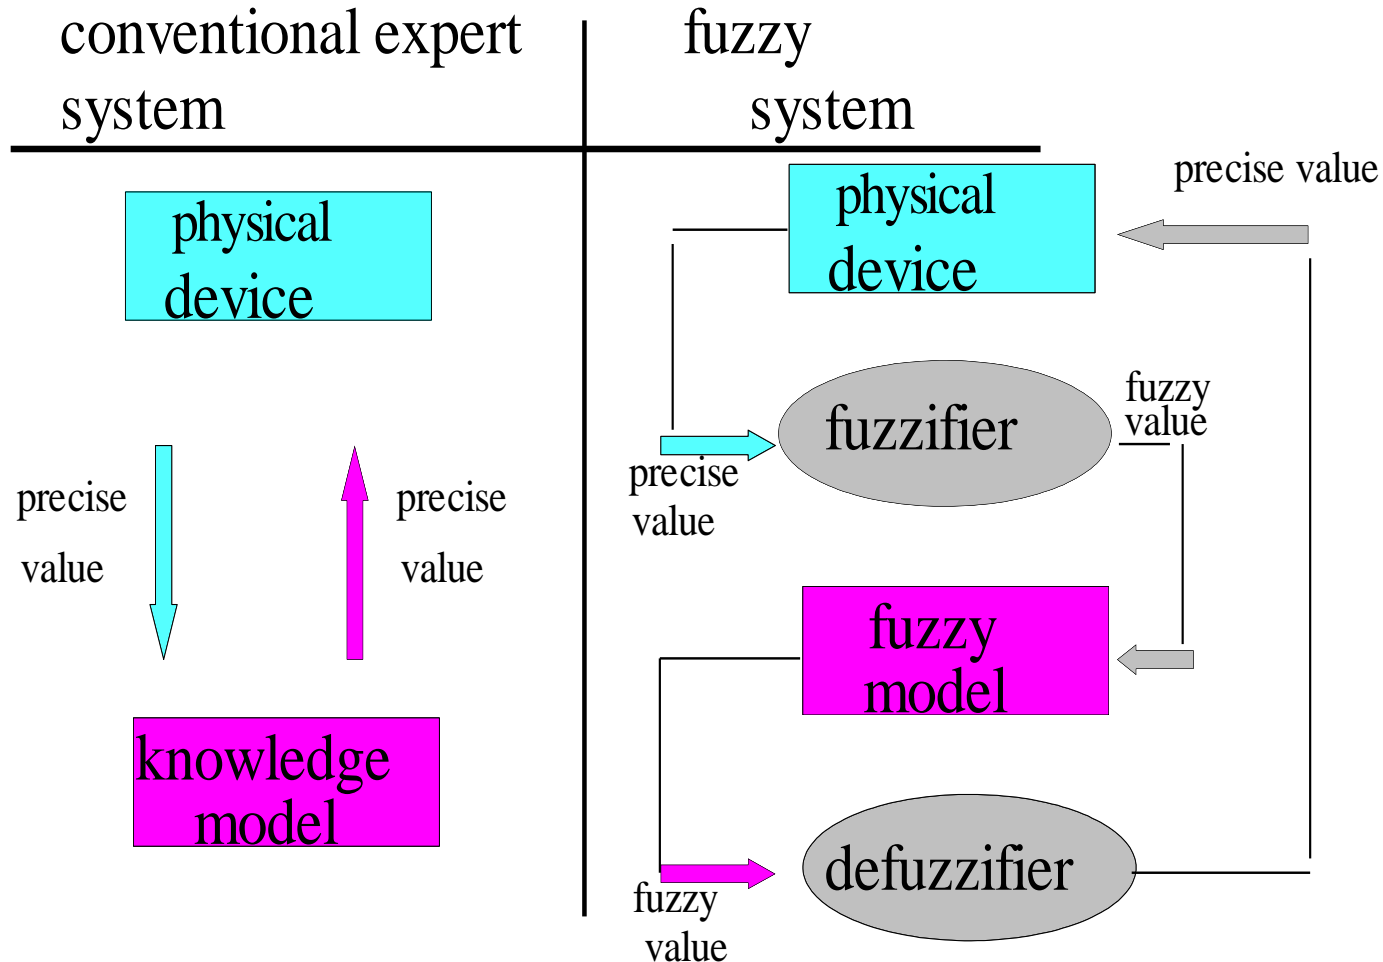 conventional expert
system
fuzzy
system
physical
device
precise
value
precise
value
knowledge
model
physical
device
precise value
fuzzifier
fuzzy
value
precise
value
fuzzy
model
defuzzifier
fuzzy
value